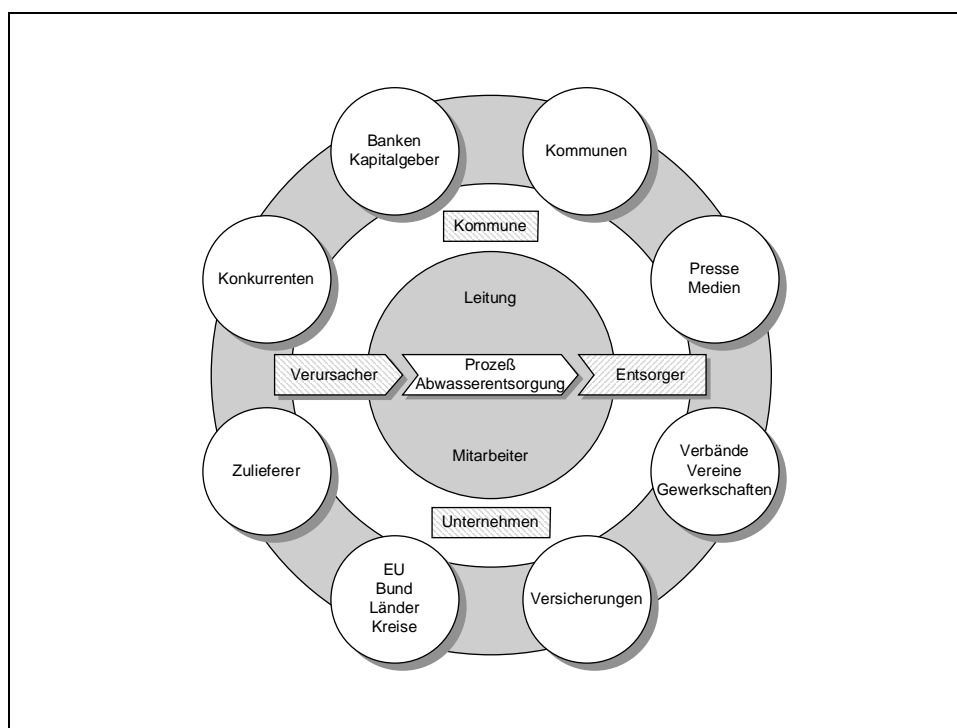 Banken
Kapitalgeber
Kommunen
Kommune
Konkurrenten
Presse
Medien
Leitung
Verursacher
Prozeß
Abwasserentsorgung
Entsorger
Mitarbeiter
Zulieferer
Verbände
Vereine
Gewerkschaften
Unternehmen
EU
Bund
Länder
Kreise
Versicherungen